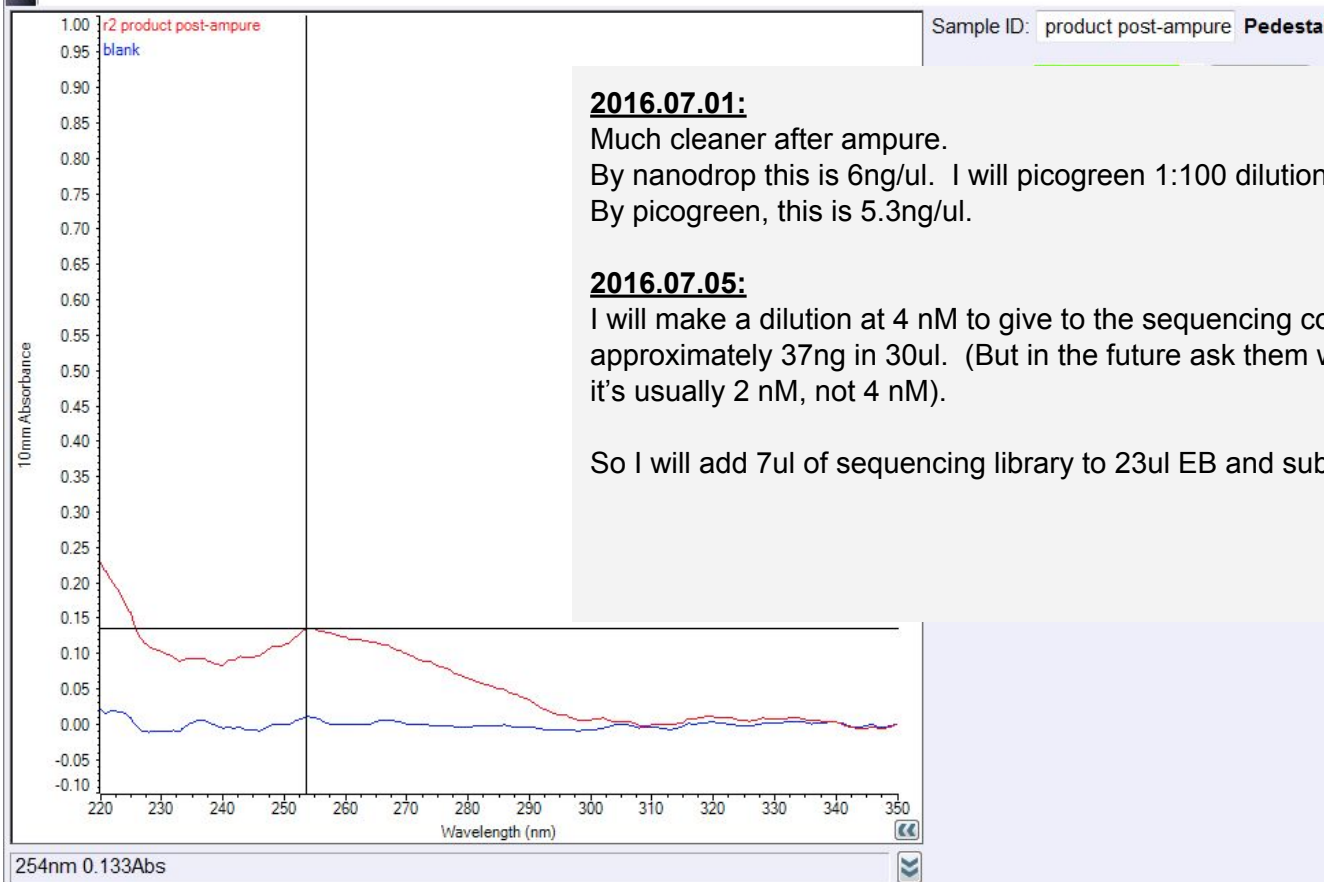 r2 product post-ampure
blank
1.00
0.95
0.90
0.85
0.80
0.75
0.70
0.65
0.60
0.55
0.50
0.45
0.40
0.35
0.30
0.25
0.20
0.15
0.10
0.05
0.00
-0.05
-0.10
10mm Absorbance
220 230 240 250 260 270 280 290 300 310 320 330 340 350
Wavelength (nm)
254nm 0.133Abs
Sample ID: product post-ampure Pedesta
2016.07.01:
Much cleaner after ampure.
By nanodrop this is 6ng/ul. I will picogreen 1:100 dilution
By picogreen, this is 5.3ng/ul.
2016.07.05:
I will make a dilution at 4 nM to give to the sequencing co
approximately 37ng in 30ul. (But in the future ask them w
it’s usually 2 nM, not 4 nM).
So I will add 7ul of sequencing library to 23ul EB and sub